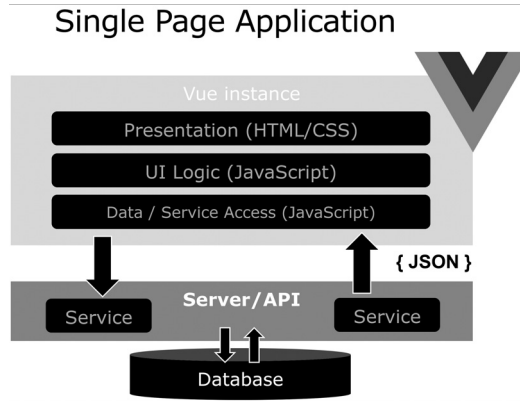 Single Page Application
Vue instance
Presentation (HTML/CSS)
UI Logic (JavaScript)
Data / Service Access (JavaScript)
{ JSON }
Server/API
Service
Service
Database